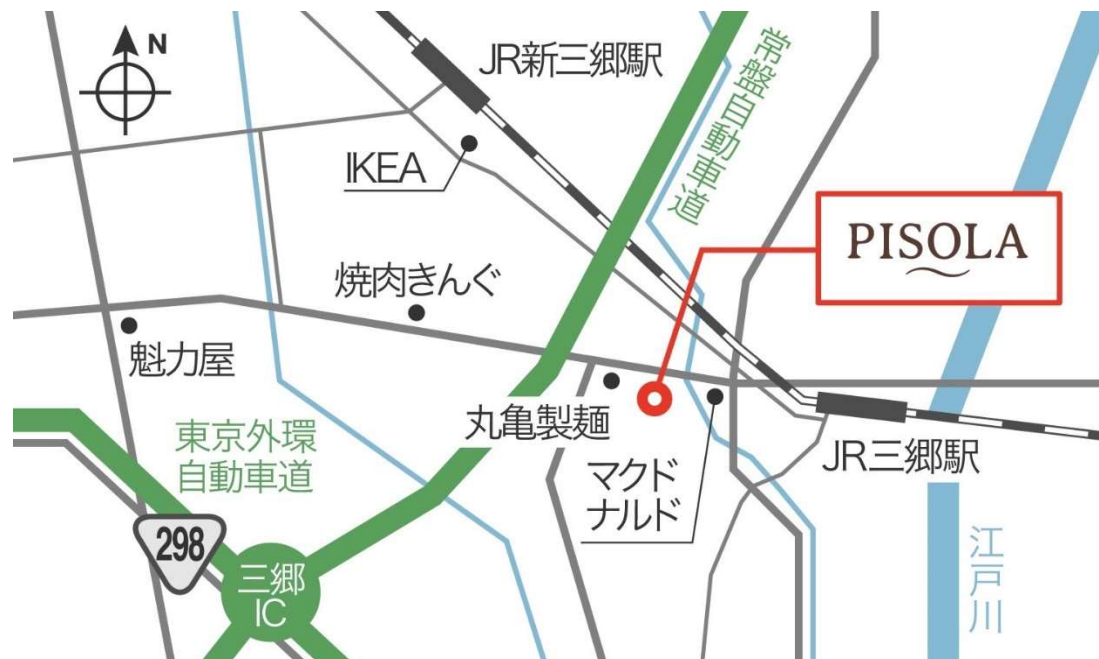 N
JR新三郷駅
常盤自動車道
IKEA
PISOLA
焼肉きんぐ
魁力屋
丸亀製麺
東京外環
自動車道
マクド
ナルド
JR三郷駅
298
三郷
IC
江戸川